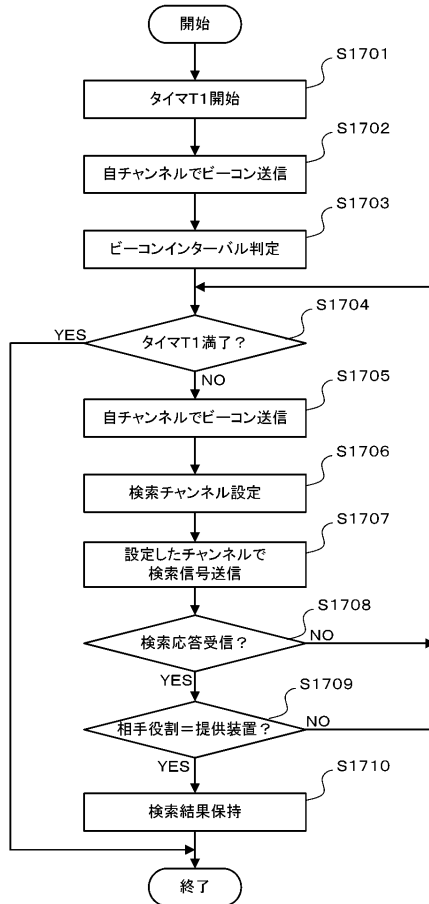 開始
S1701
タイマT1開始
S1702
自チャンネルでビーコン送信
S1703
ビーコンインターバル判定
S1704
YES
タイマT1満了？
NO
S1705
自チャンネルでビーコン送信
S1706
検索チャンネル設定
S1707
設定したチャンネルで
検索信号送信
S1708
検索応答受信？
NO
YES
S1709
相手役割＝提供装置？
NO
YES
S1710
検索結果保持
終了